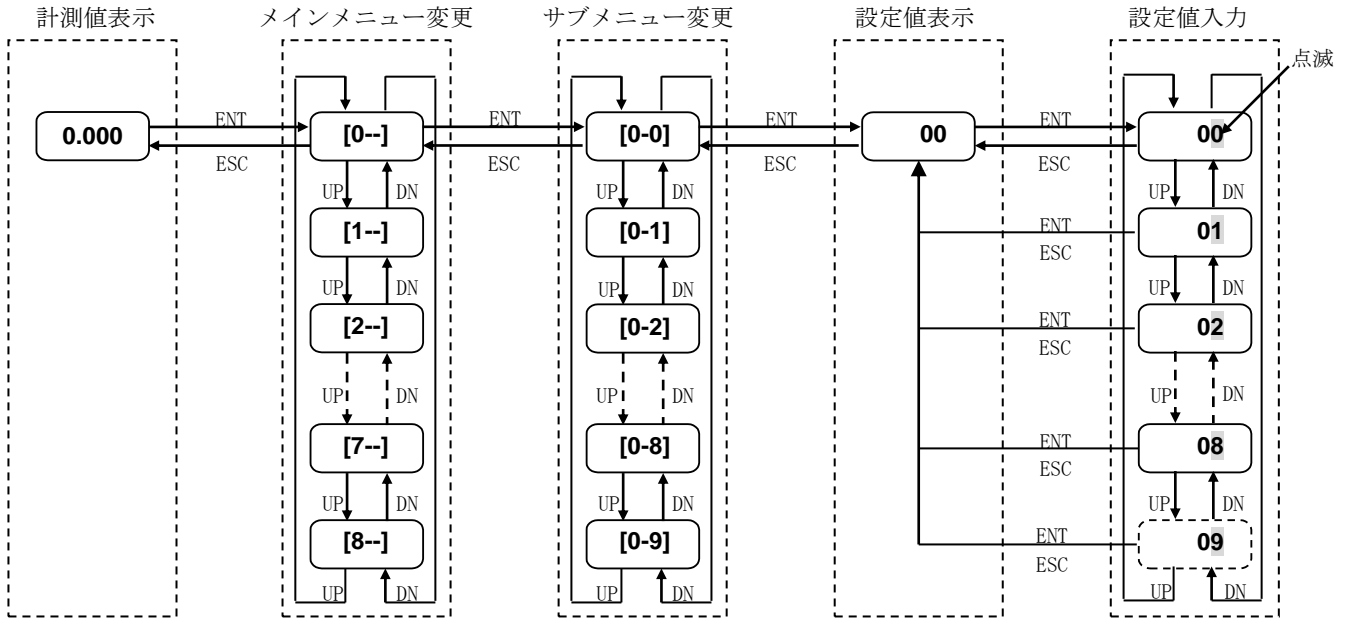 計測値表示 メインメニュー変更 サブメニュー変更 設定値表示 設定値入力
点滅
0.000 ENT [0--] ENT [0-0] ENT 00 ENT 00
ESC ESC ESC ESC
UP DN UP DN UP DN
[1--] [0-1] ENT 01
ESC
UP DN UP DN UP DN
[2--] [0-2] ENT 02
ESC
UP DN UP DN UP DN
[7--] [0-8] ENT 08
ESC
UP DN UP DN UP DN
[8--] [0-9] ENT 09
ESC
UP DN UP DN UP DN